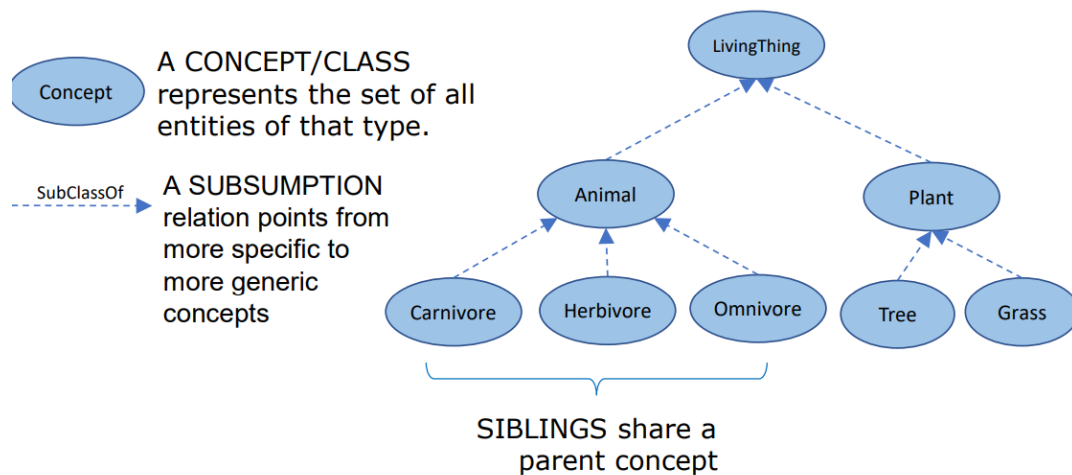 Concept
A CONCEPT/CLASS
represents the set of all
entities of that type.
SubClassOf
A SUBSUMPTION
relation points from
more specific to
more generic
concepts
LivingThing
Animal
Plant
Carnivore
Herbivore
Omnivore
Tree
Grass
SIBLINGS share a
parent concept